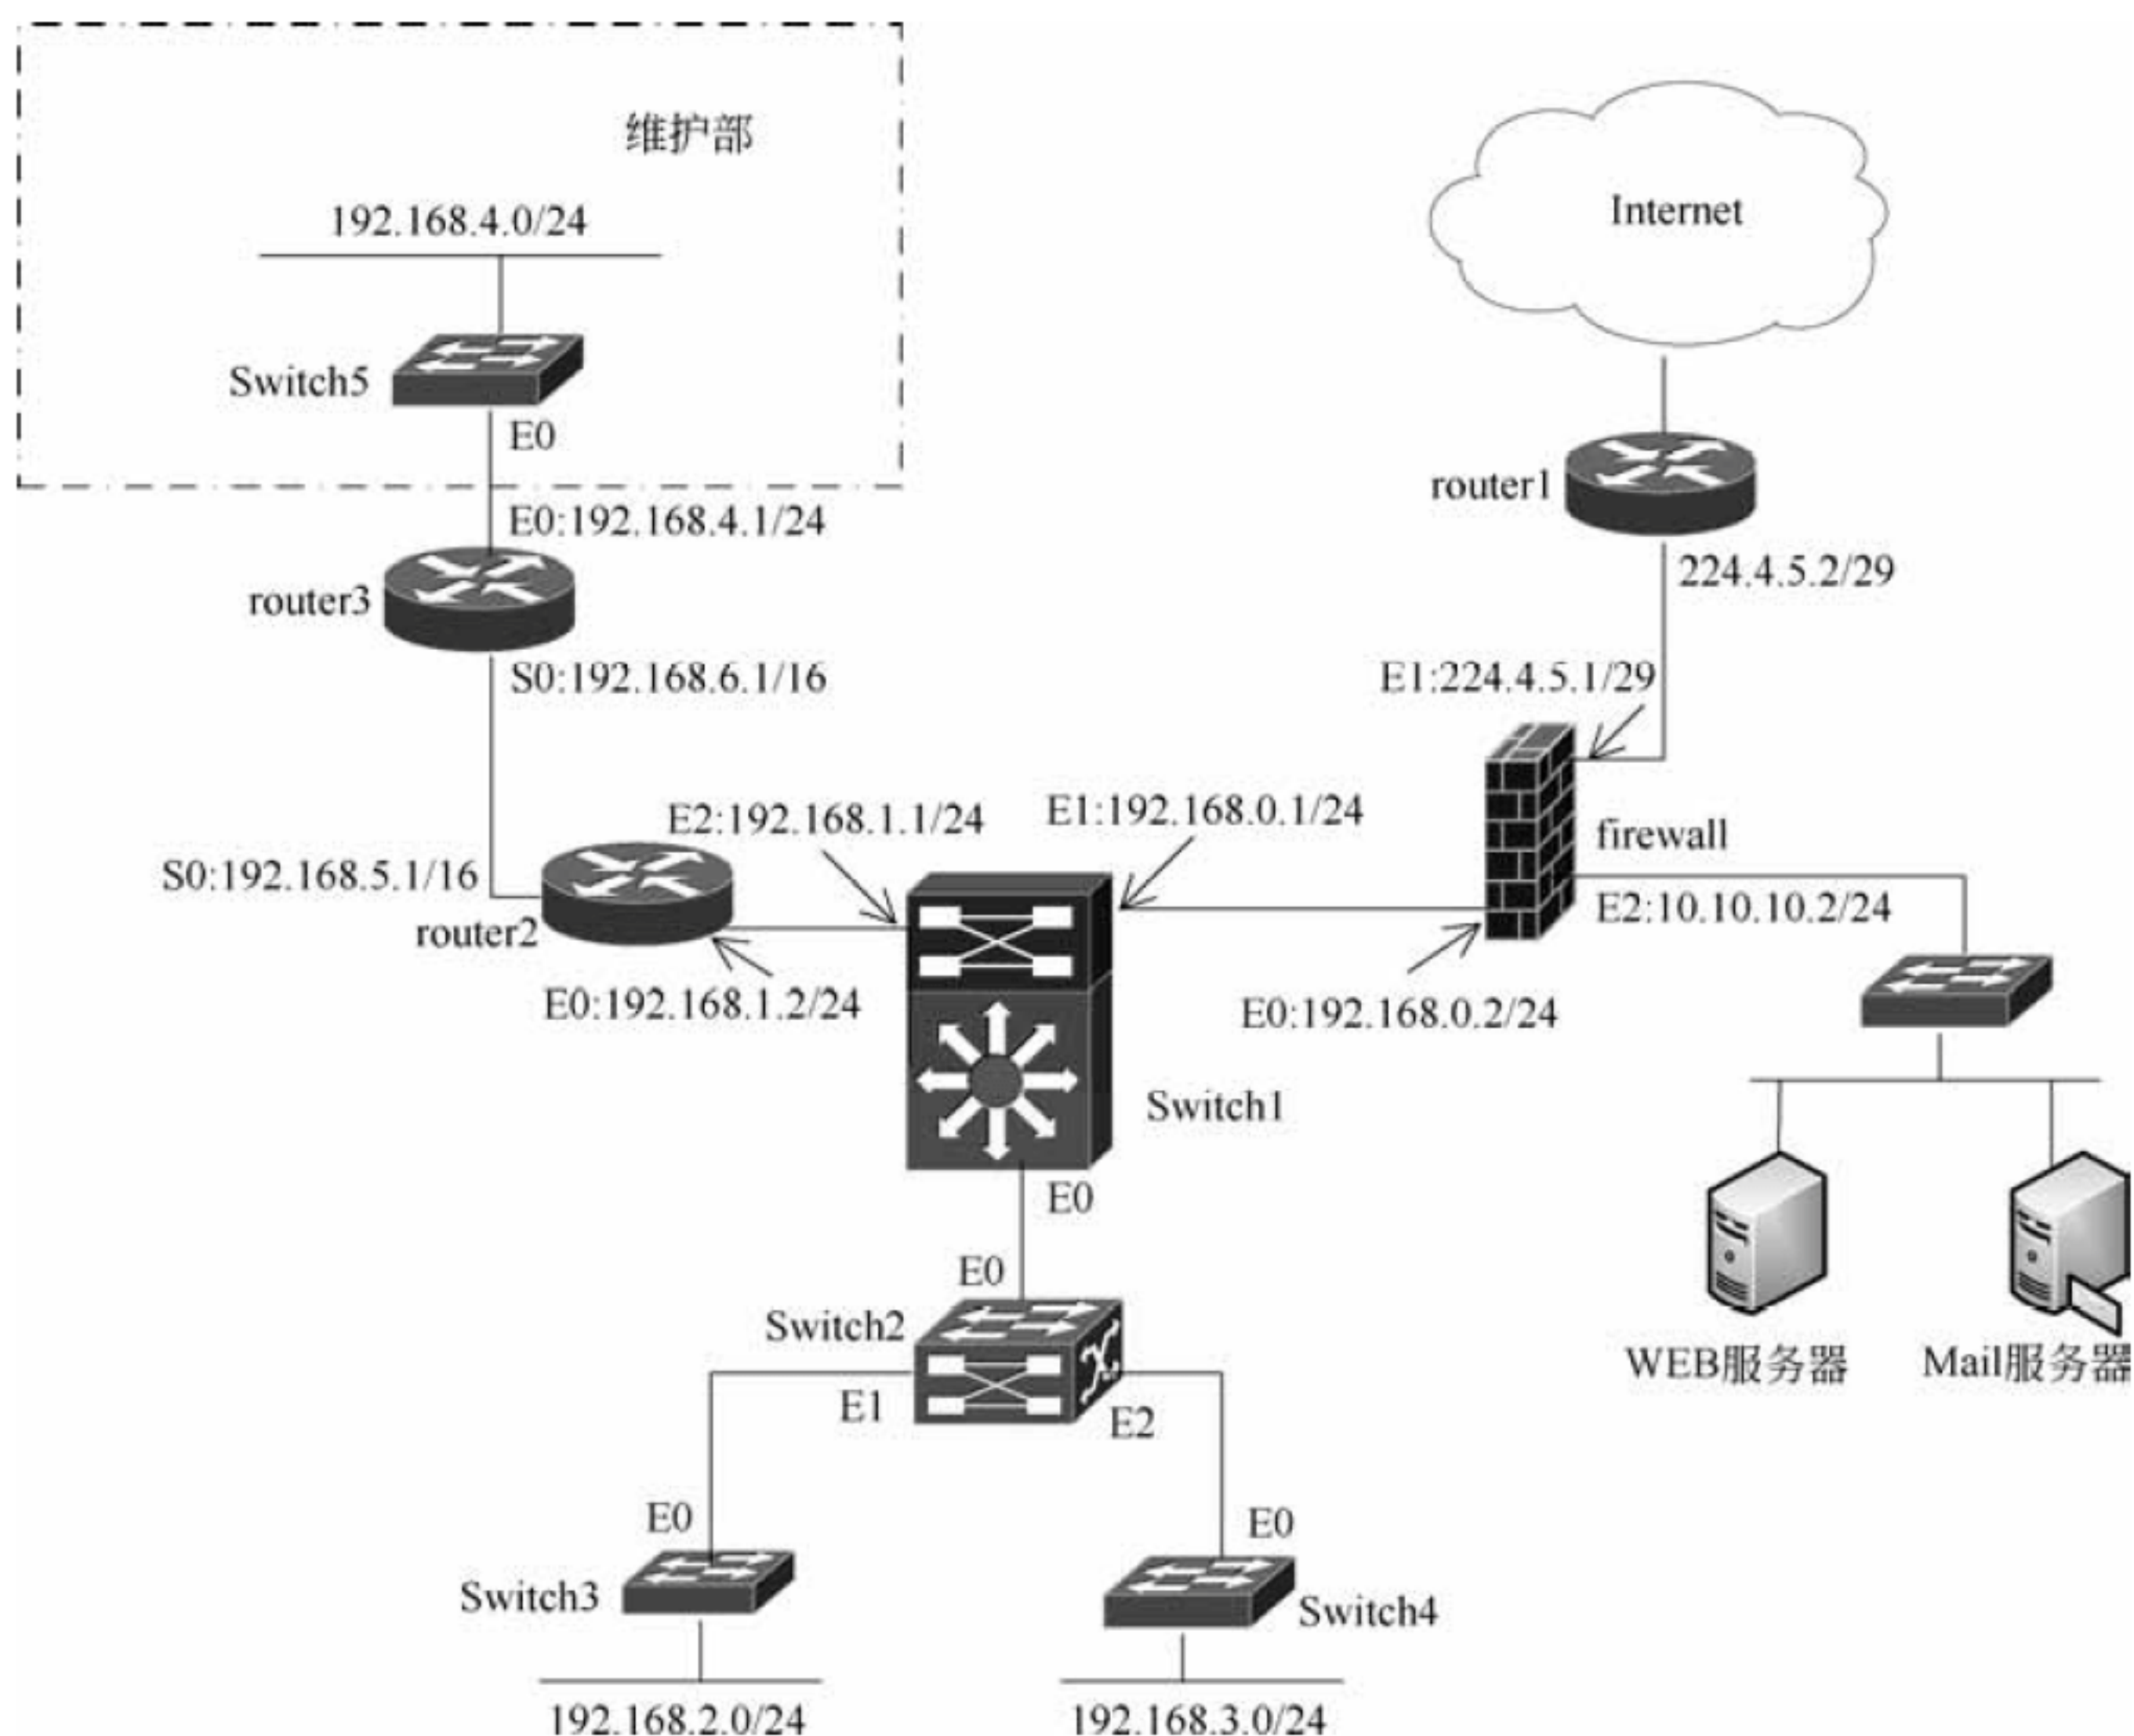 维护部
192.168.4.0/24
Internet
Switch5
E0
router1
E0:192.168.4.1/24
224.4.5.2/29
router3
S0:192.168.6.1/16
E1:224.4.5.1/29
E2:192.168.1.1/24
E1:192.168.0.1/24
firewall
S0:192.168.5.1/16
E2:10.10.10.2/24
router2
E0:192.168.1.2/24
E0:192.168.0.2/24
Switch1
E0
E0
Switch2
WEB服务器
Mail服务器
E1
E2
E0
E0
Switch3
Switch4
192.168.2.0/24
192.168.3.0/24